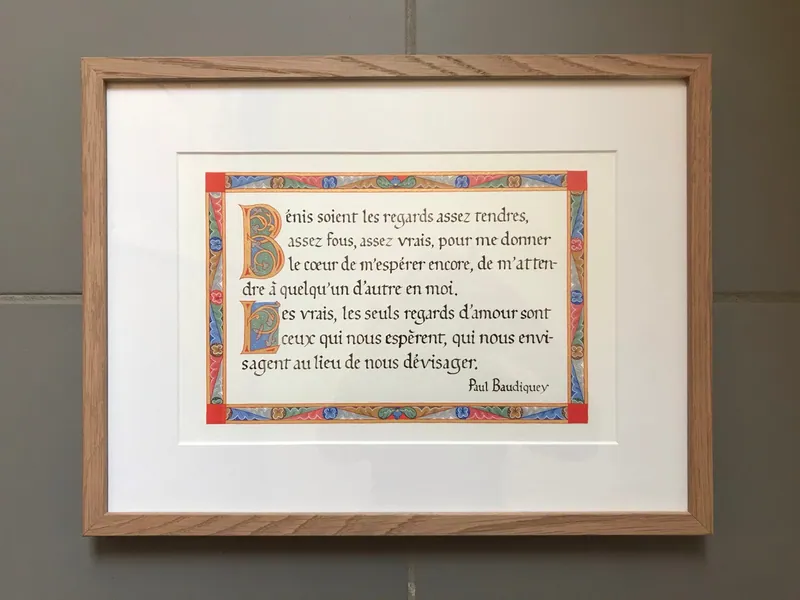 Bénis soient les regards assez tendres,
assez fous, assez vrais, pour me donner
le cœur de m'espérer encore, de m'atten-
dre à quelqu'un d'autre en moi.
Les vrais, les seuls regards d'amour sont
ceux qui nous espèrent, qui nous envi-
sagent au lieu de nous dévisager.
Paul Baudiquey